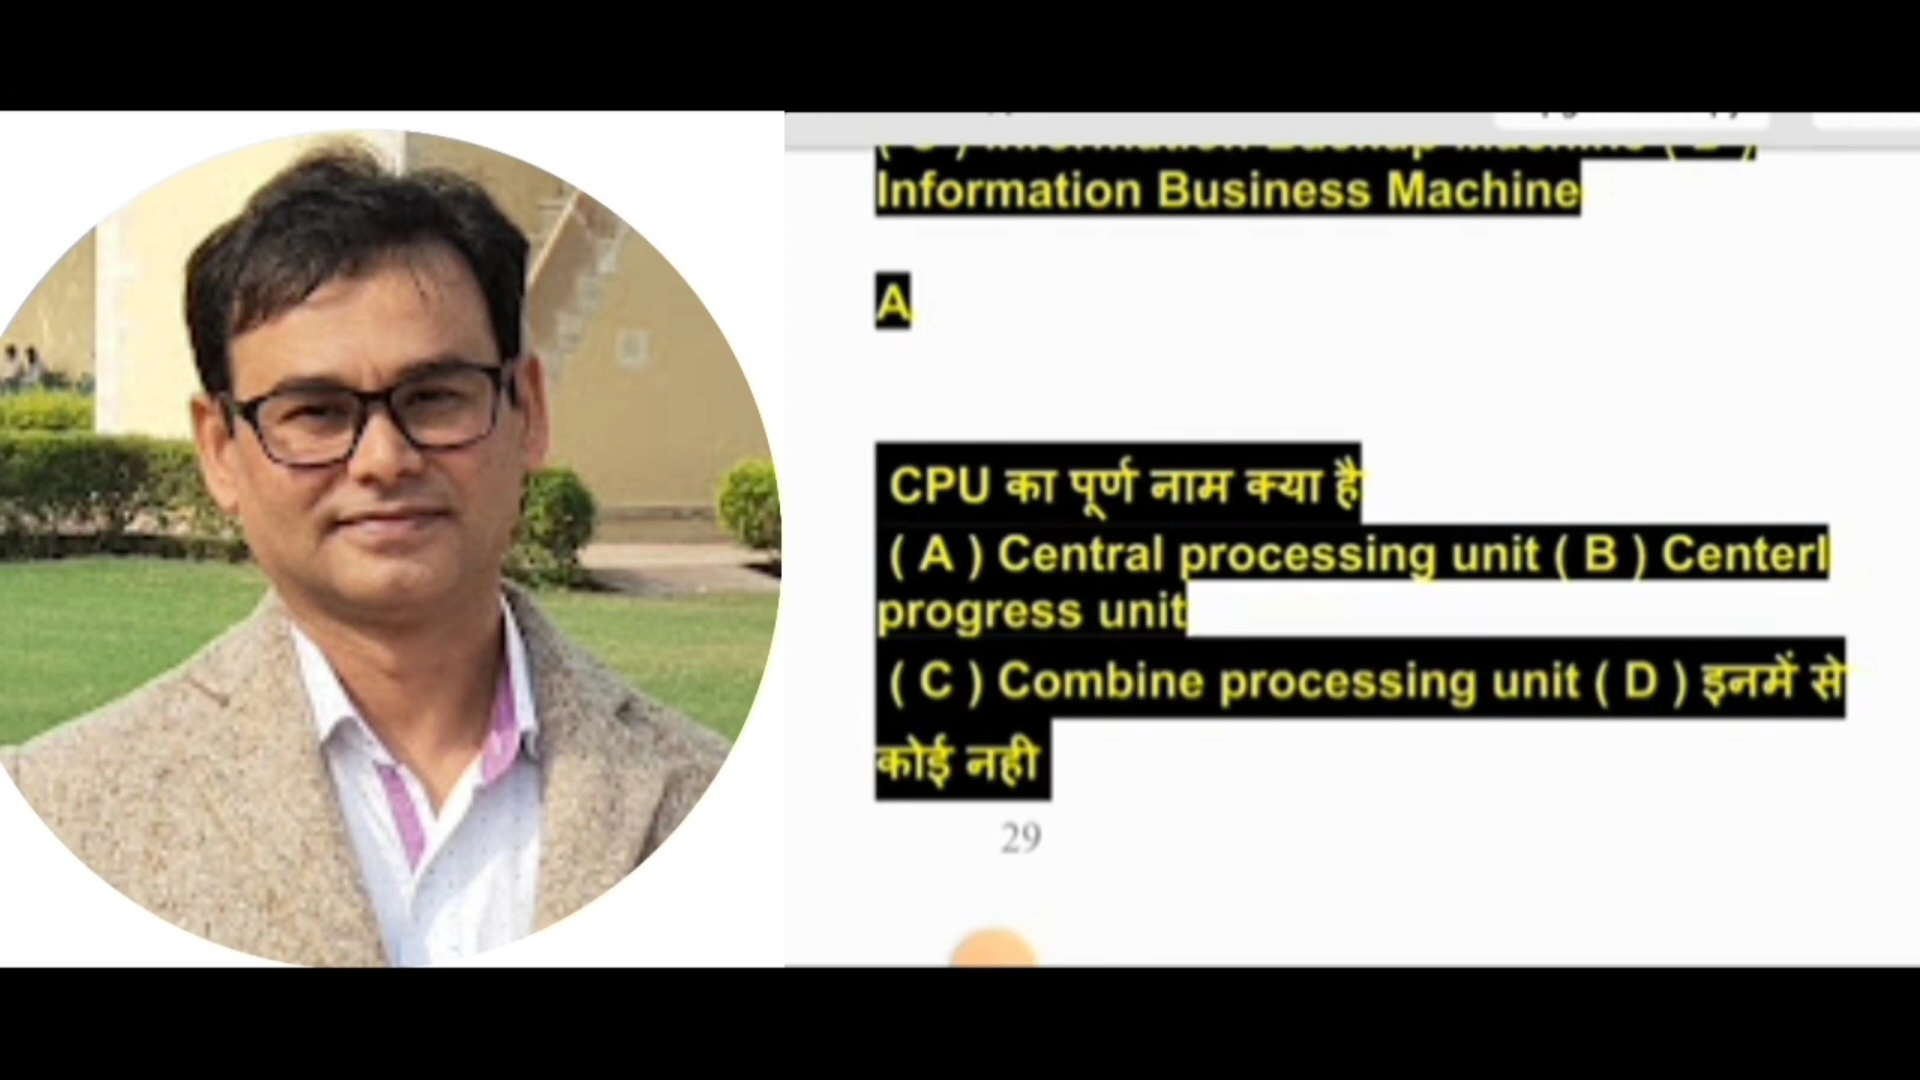 Information Business Machine
A
CPU का पूर्ण नाम क्या है
( A ) Central processing unit ( B ) Centerl
progress unit
( C ) Combine processing unit ( D ) इनमें से
कोई नही
29